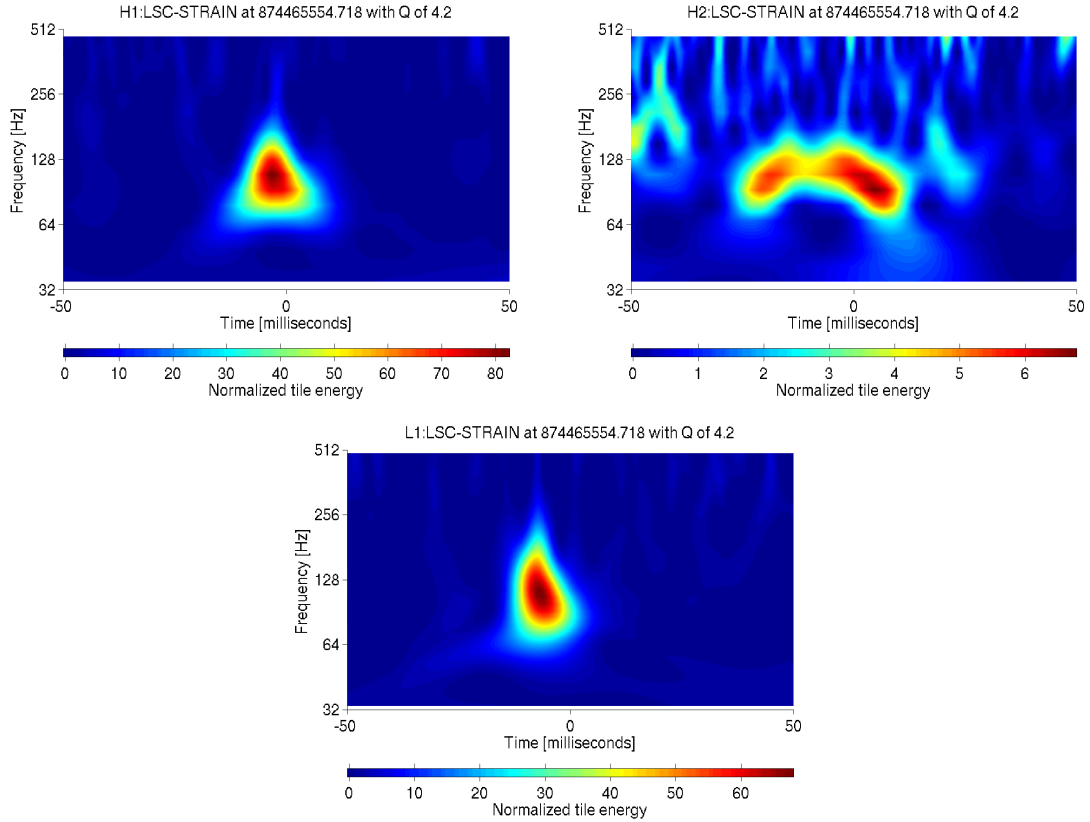 H1:LSC-STRAIN at 874465554.718 with Q of 4.2
512
256
128
64
32
Frequency [Hz]
-50
0
50
Time [milliseconds]
0 10 20 30 40 50 60 70 80
Normalized tile energy
H2:LSC-STRAIN at 874465554.718 with Q of 4.2
512
256
128
64
32
Frequency [Hz]
-50
0
50
Time [milliseconds]
0 1 2 3 4 5 6
Normalized tile energy
L1:LSC-STRAIN at 874465554.718 with Q of 4.2
512
256
128
64
32
Frequency [Hz]
-50
0
50
Time [milliseconds]
0 10 20 30 40 50 60
Normalized tile energy